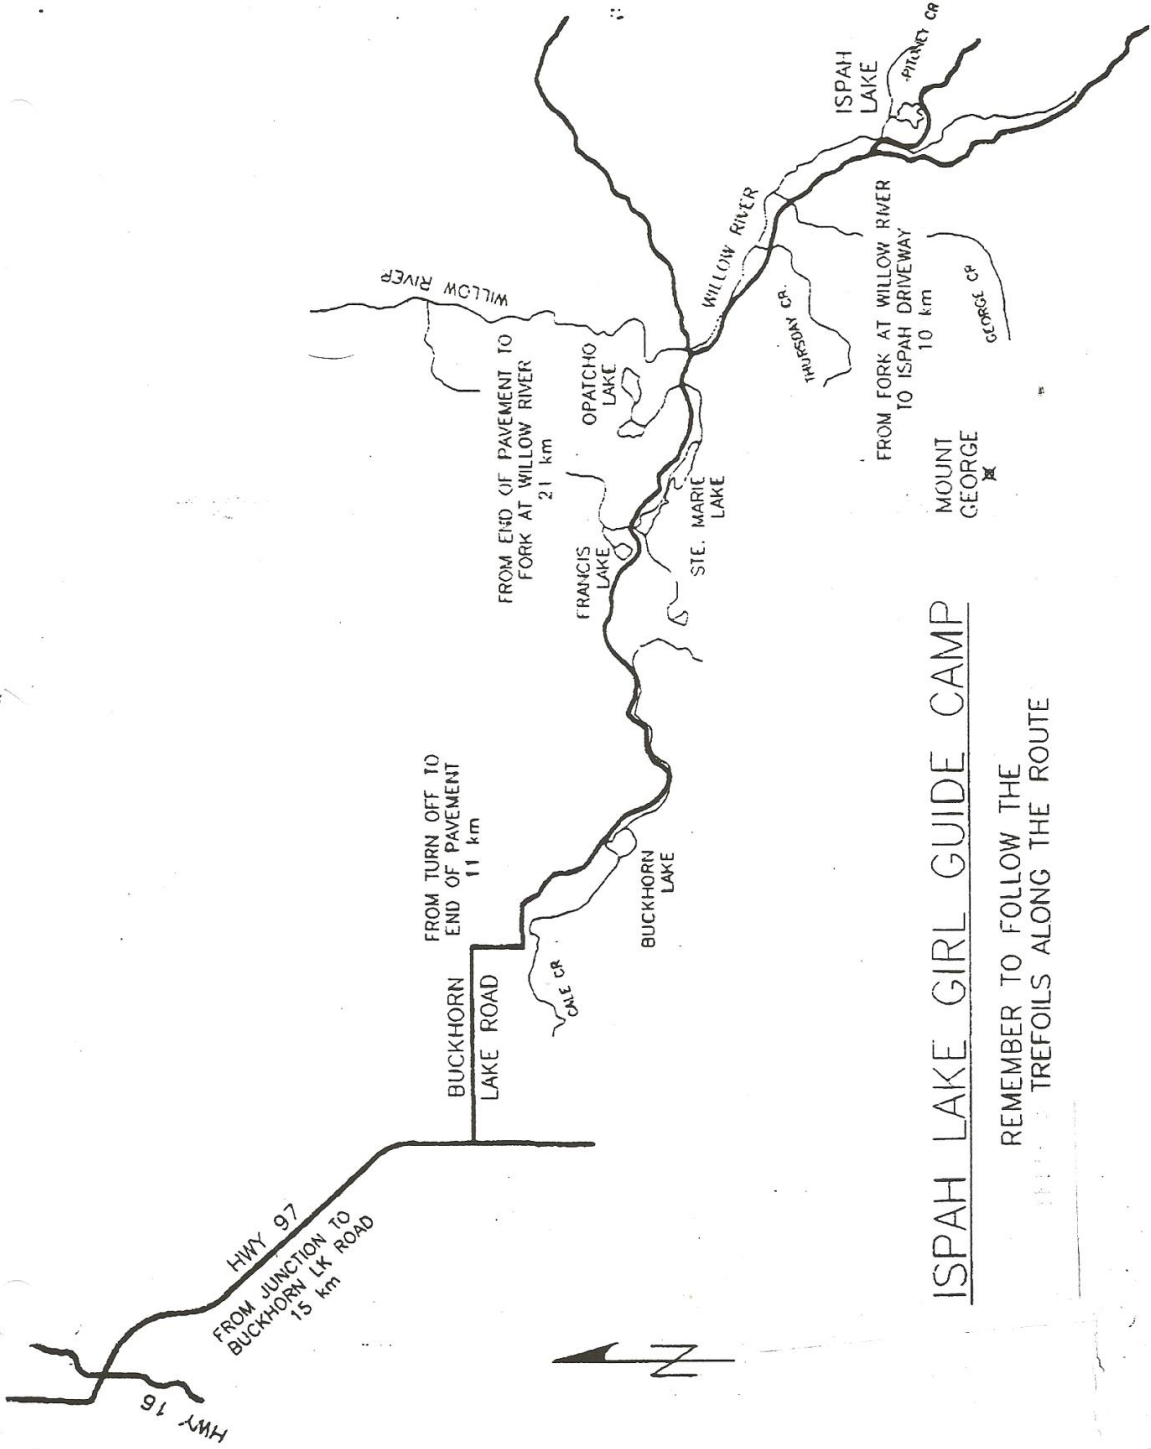 HWY 16
HWY 97
FROM JUNCTION TO
BUCKHORN LK ROAD
15 km
BUCKHORN
LAKE ROAD
FROM TURN OFF TO
END OF PAVEMENT
11 km
CALE CR
BUCKHORN
LAKE
FROM END OF PAVEMENT TO
FORK AT WILLOW RIVER
21 km
FRANCIS
LAKE
STE. MARIE
LAKE
OPATCHO
LAKE
WILLOW RIVER
WILLOW RIVER
THURSDAY CR.
ISPAH
LAKE
CR
FROM FORK AT WILLOW RIVER
TO ISPAH DRIVEWAY
10 km
GEORGE CR
MOUNT
GEORGE
N
ISPAH LAKE GIRL GUIDE CAMP
REMEMBER TO FOLLOW THE
TREFOILS ALONG THE ROUTE